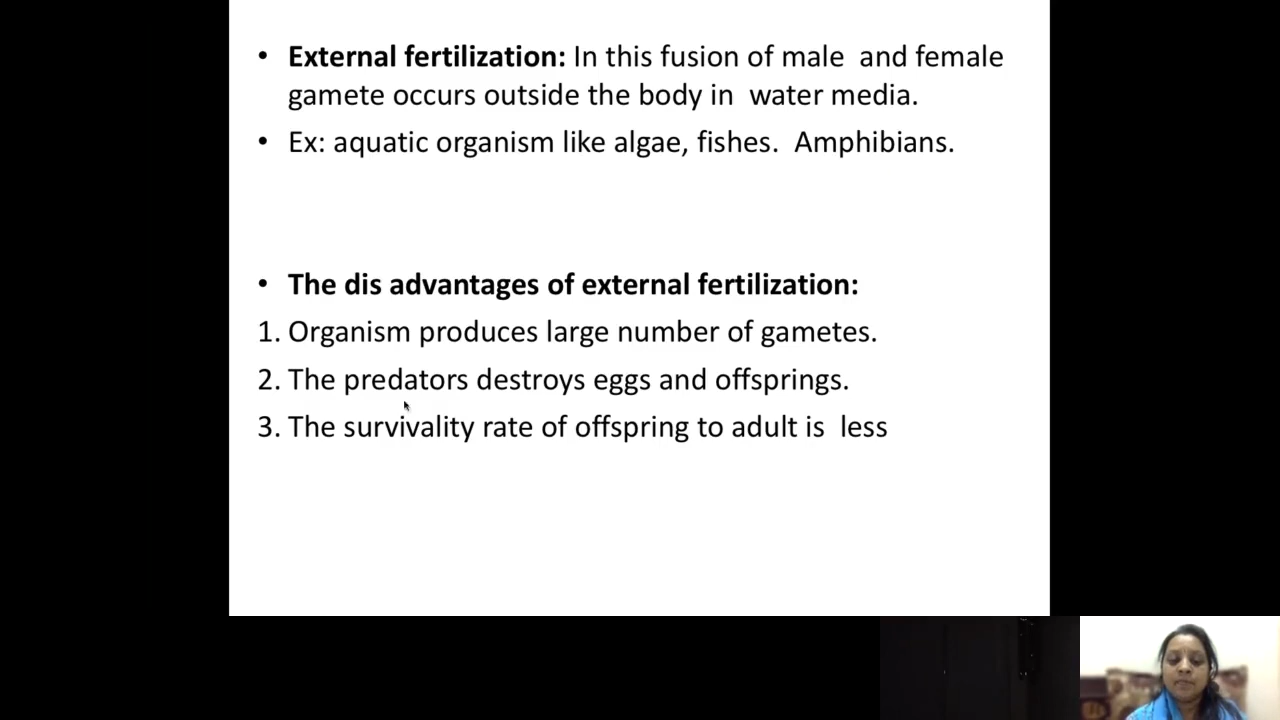 • External fertilization: In this fusion of male  and female
gamete occurs outside the body in  water media.
• Ex: aquatic organism like algae, fishes.  Amphibians.
• The dis advantages of external fertilization:
1. Organism produces large number of gametes.
2. The predators destroys eggs and offsprings.
3. The survivality rate of offspring to adult is  less